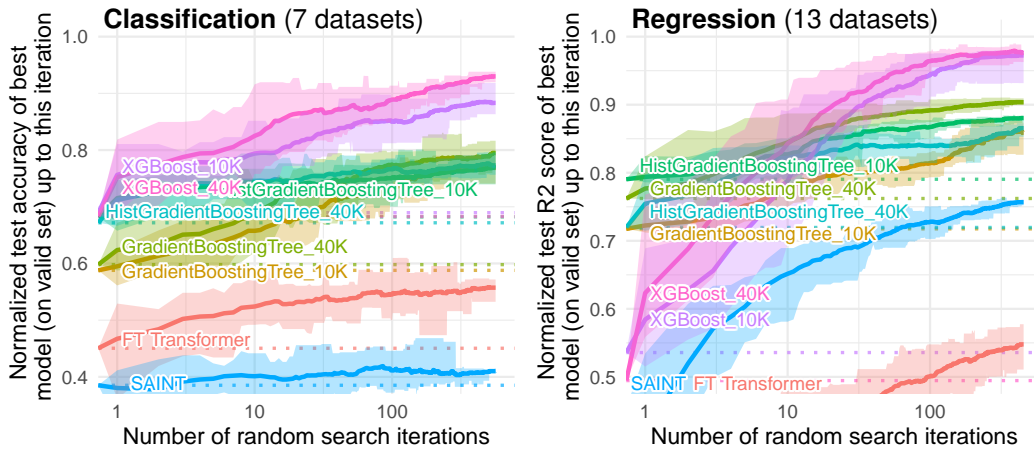 Classification (7 datasets)
Normalized test accuracy of best
model (on valid set) up to this iteration
1.0
0.8
0.6
0.4
XGBoost_10K
XGBoost_40K
stGradientBoostingTree_10K
HistGradientBoostingTree_40K
GradientBoostingTree_40K
GradientBoostingTree_10K
FT Transformer
SAINT
1 10 100
Number of random search iterations
Regression (13 datasets)
Normalized test R2 score of best
model (on valid set) up to this iteration
1.0
0.9
0.8
0.7
0.6
0.5
HistGradientBoostingTree_10K
GradientBoostingTree_40K
HistGradientBoostingTree_40K
GradientBoostingTree_10K
XGBoost_40K
XGBoost_10K
SAINT FT Transformer
1 10 100
Number of random search iterations